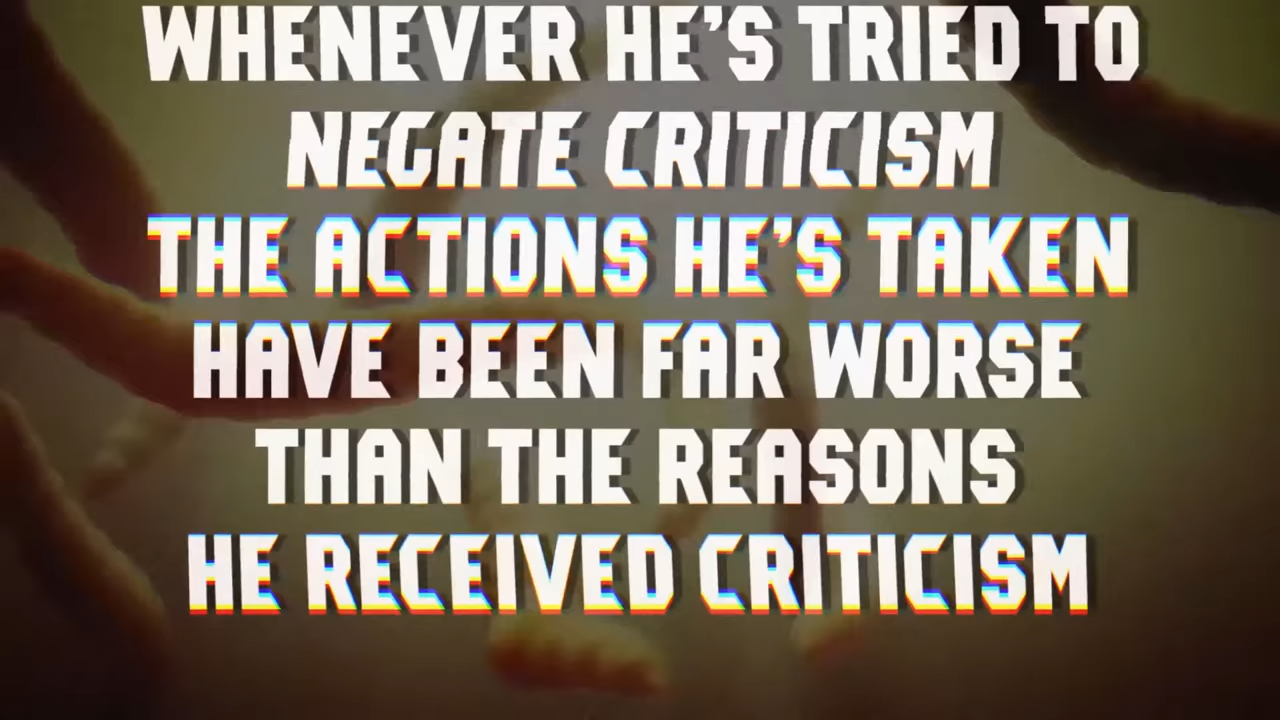 WHENEVER HE'S TRIED TO
NEGATE CRITICISM
THE ACTIONS HE'S TAKEN
HAVE BEEN FAR WORSE
THAN THE REASONS
HE RECEIVED CRITICISM